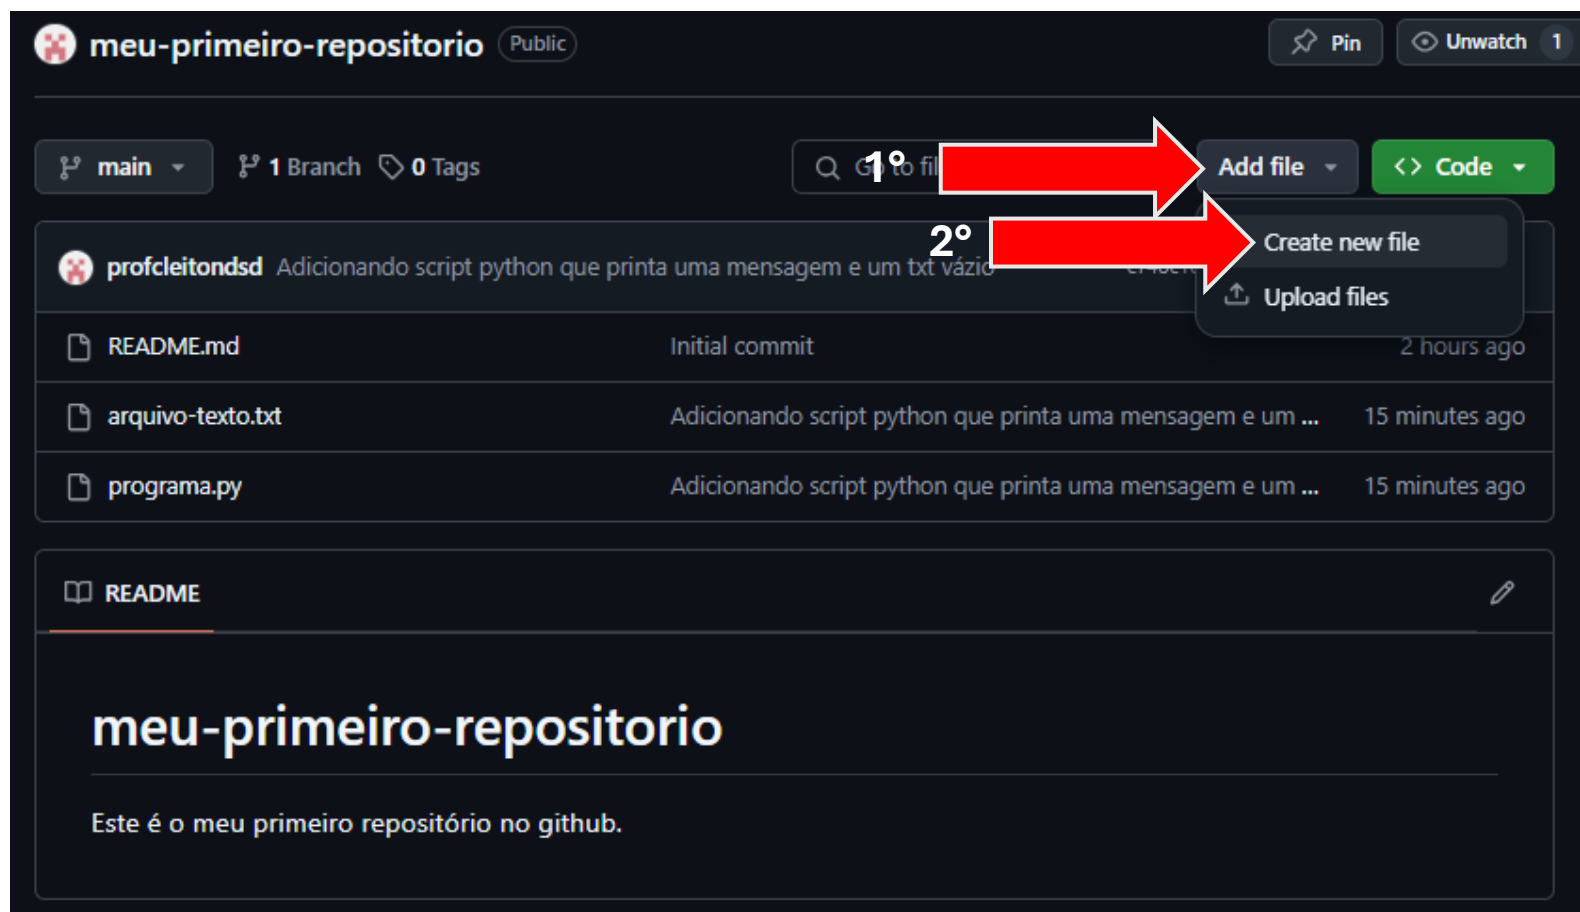 meu-primeiro-repositorio Public Pin Unwatch 1
main 1 Branch 0 Tags 1° Go to fil Add file Code
2° Create new file
profcleitondsd Adicionando script python que printa uma mensagem e um txt vázio
Upload files
README.md Initial commit 2 hours ago
arquivo-texto.txt Adicionando script python que printa uma mensagem e um ... 15 minutes ago
programa.py Adicionando script python que printa uma mensagem e um ... 15 minutes ago
README
meu-primeiro-repositorio
Este é o meu primeiro repositório no github.